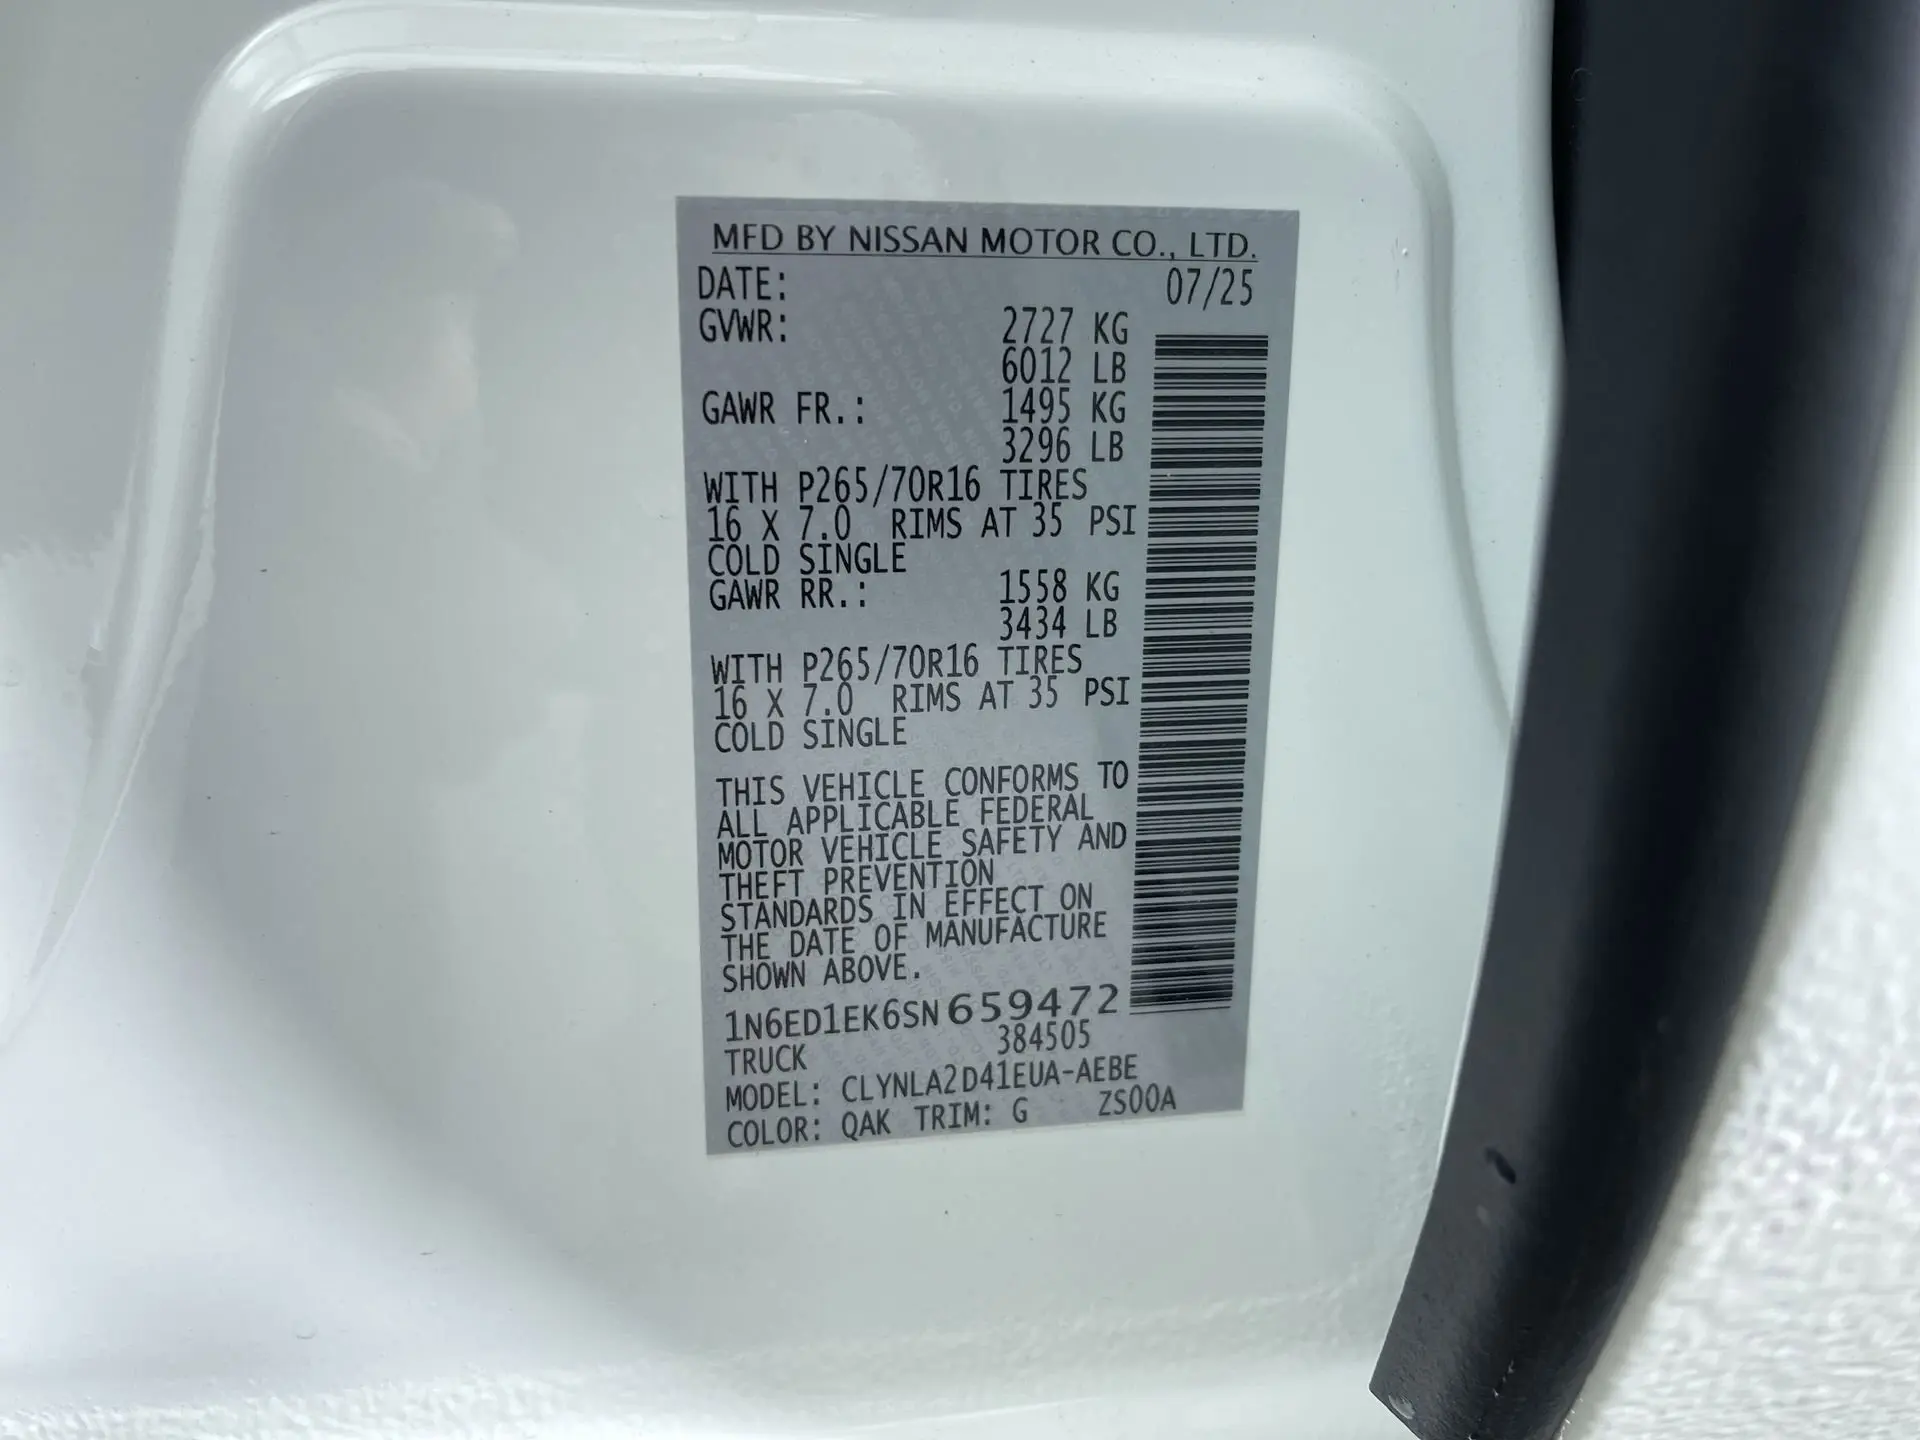 MFD BY NISSAN MOTOR CO., LTD.
DATE: 07/25
GVWR: 2727 KG
6012 LB
GAWR FR.: 1495 KG
3296 LB
WITH P265/70R16 TIRES
16 X 7.0 RIMS AT 35 PSI
COLD SINGLE
GAWR RR.: 1558 KG
3434 LB
WITH P265/70R16 TIRES
16 X 7.0 RIMS AT 35 PSI
COLD SINGLE
THIS VEHICLE CONFORMS TO
ALL APPLICABLE FEDERAL
MOTOR VEHICLE SAFETY AND
THEFT PREVENTION
STANDARDS IN EFFECT ON
THE DATE OF MANUFACTURE
SHOWN ABOVE.
1N6ED1EK6SN659472
TRUCK 384505
MODEL: CLYNLA2D41EUA-AEBE
COLOR: QAK TRIM: G ZS00A